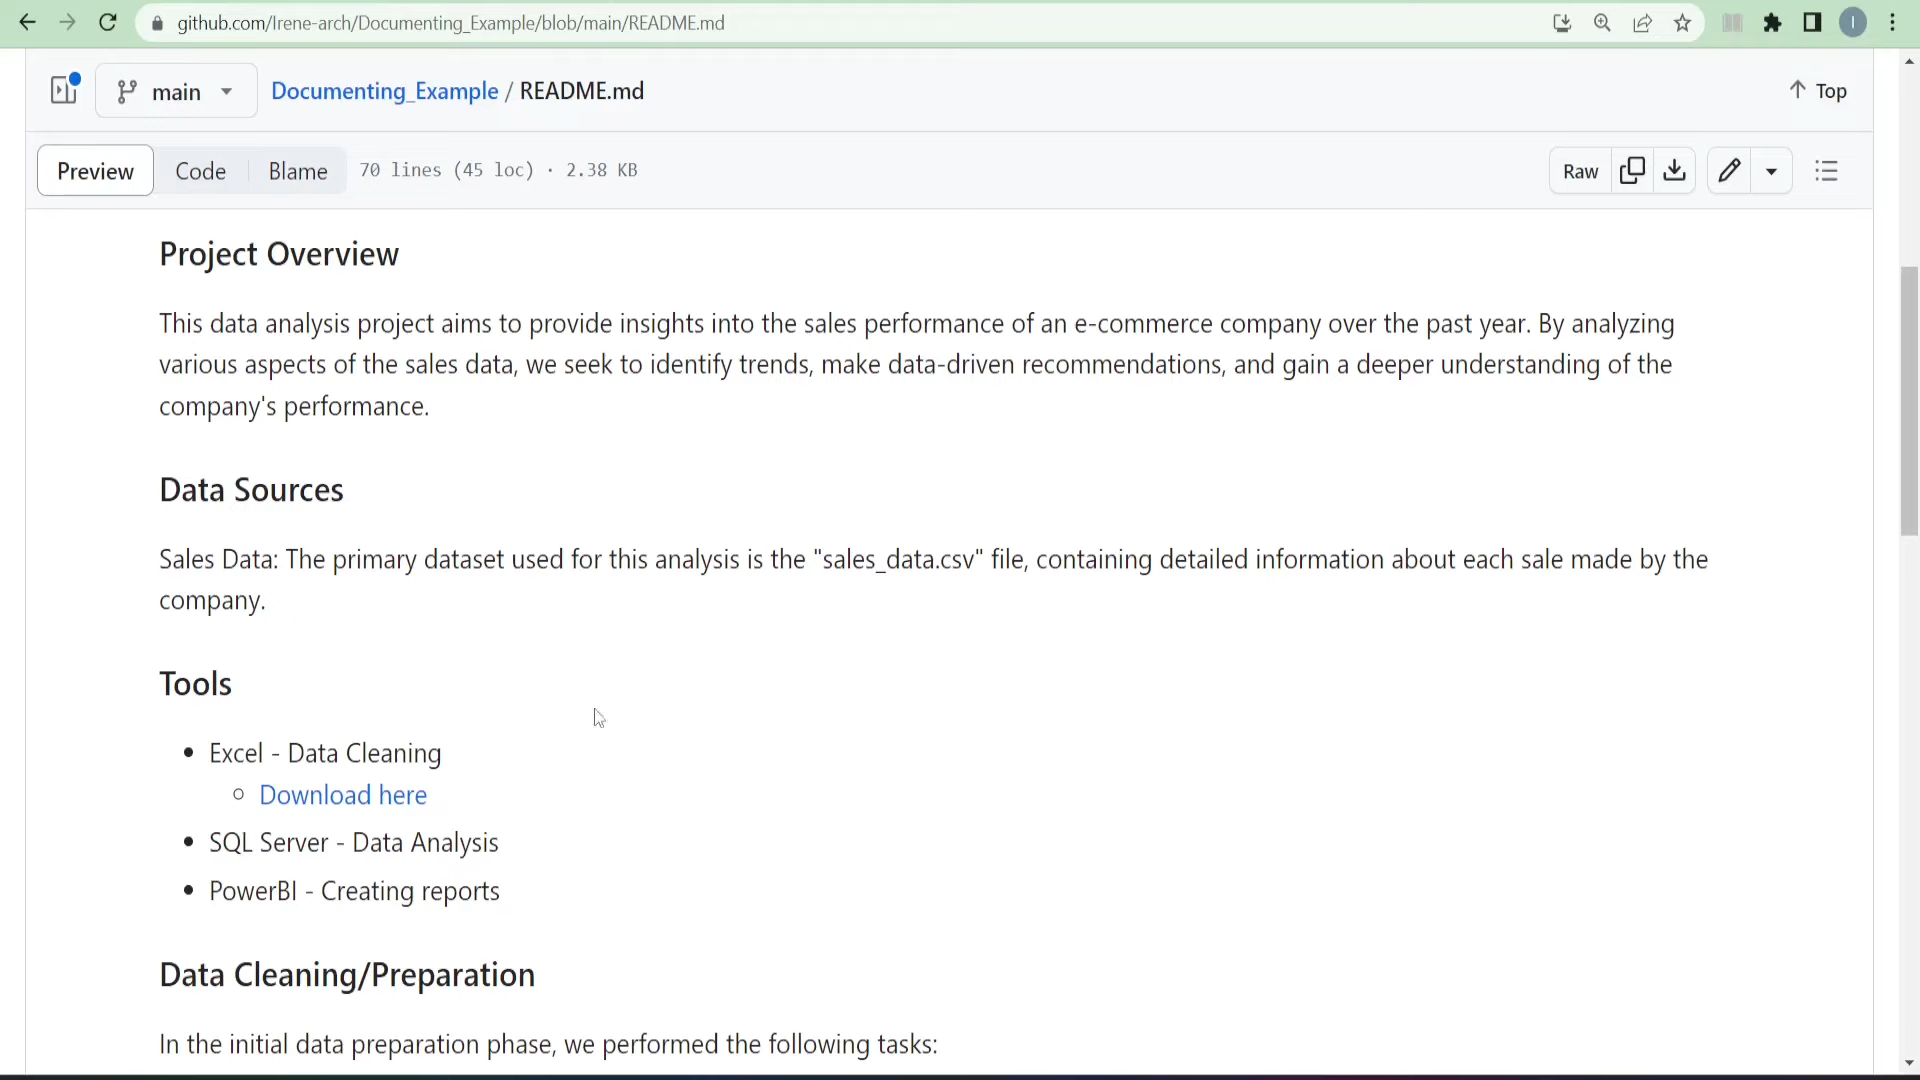 github.com/Irene-arch/Documenting_Example/blob/main/README.md
I
main
Documenting_Example / README.md
Top
Preview
Code
Blame
70 lines (45 loc) · 2.38 KB
Raw
Project Overview
This data analysis project aims to provide insights into the sales performance of an e-commerce company over the past year. By analyzing
various aspects of the sales data, we seek to identify trends, make data-driven recommendations, and gain a deeper understanding of the
company's performance.
Data Sources
Sales Data: The primary dataset used for this analysis is the "sales_data.csv" file, containing detailed information about each sale made by the
company.
Tools
• Excel - Data Cleaning
○ Download here
• SQL Server - Data Analysis
• PowerBI - Creating reports
Data Cleaning/Preparation
In the initial data preparation phase, we performed the following tasks: